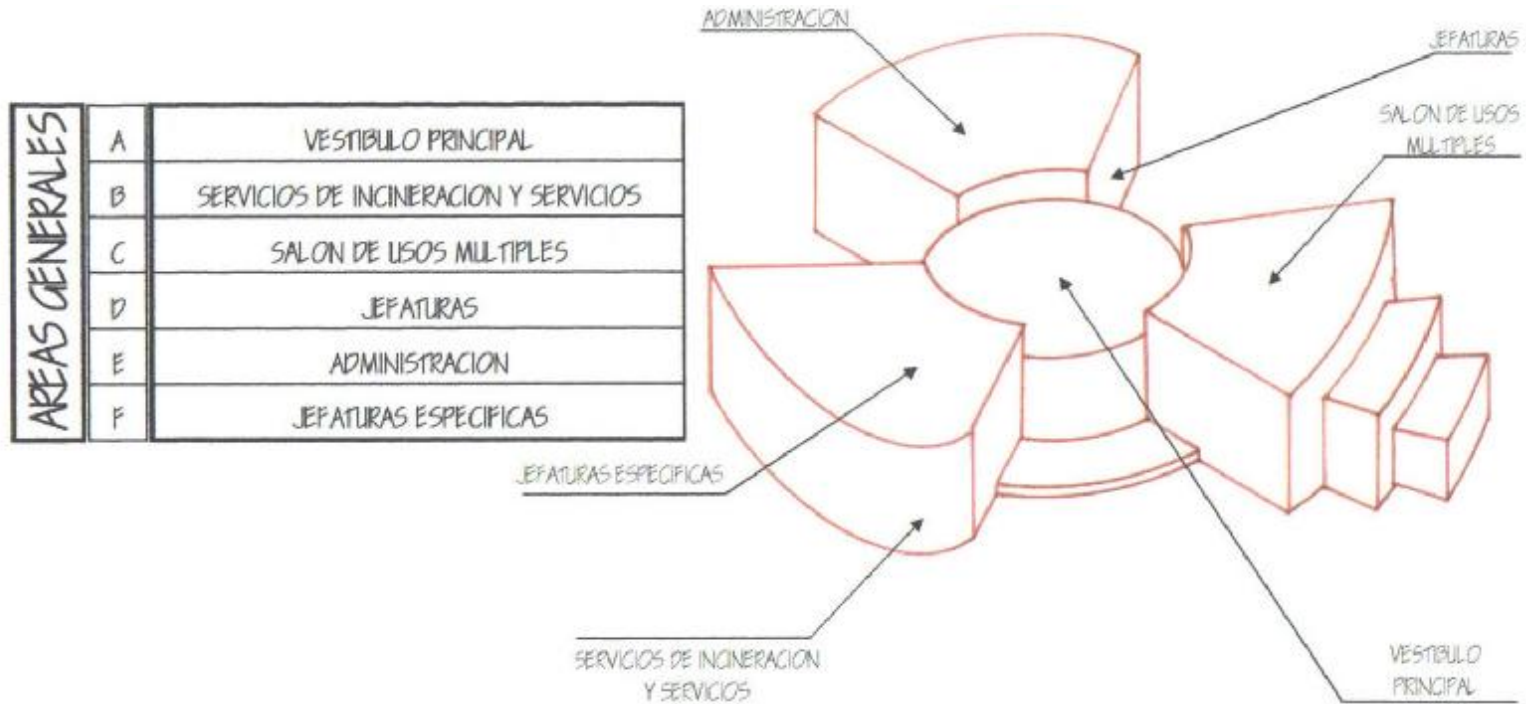 AREAS GENERALES
A VESTIBULO PRINCIPAL
B SERVICIOS DE INCINERACION Y SERVICIOS
C SALON DE USOS MULTIPLES
D JEFATURAS
E ADMINISTRACION
F JEFATURAS ESPECIFICAS
ADMINISTRACION
JEFATURAS
SALON DE USOS
MULTIPLES
JEFATURAS ESPECIFICAS
SERVICIOS DE INCINERACION
Y SERVICIOS
VESTIBULO
PRINCIPAL